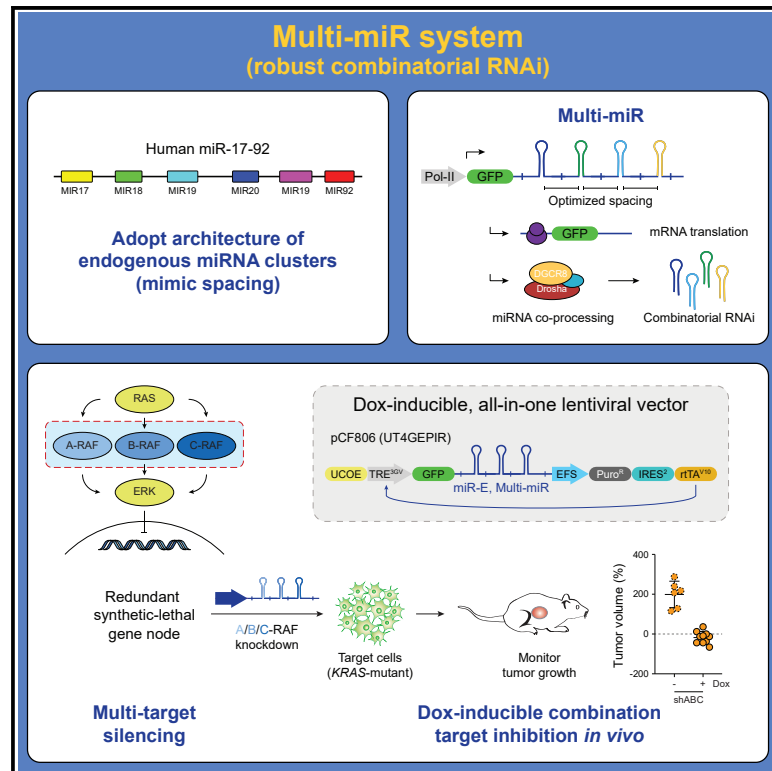 Multi-miR system
(robust combinatorial RNAi)
Human miR-17-92
MIR17 MIR18 MIR19 MIR20 MIR19 MIR92
Adopt architecture of
endogenous miRNA clusters
(mimic spacing)
Multi-miR
Pol-II GFP
Optimized spacing
GFP mRNA translation
DGCR8
Drosha
miRNA co-processing Combinatorial RNAi
RAS
A-RAF B-RAF C-RAF
ERK
Redundant
synthetic-lethal
gene node
Dox-inducible, all-in-one lentiviral vector
pCF806 (UT4GEPIR)
UCOE TRE3GV GFP miR-E, Multi-miR EFS PuroR IRES2 rtTAV10
A/B/C-RAF
knockdown
Target cells
(KRAS-mutant)
Monitor
tumor growth
Tumor volume (%)
400
200
0
-200
- + Dox
shABC
Multi-target
silencing
Dox-inducible combination
target inhibition in vivo